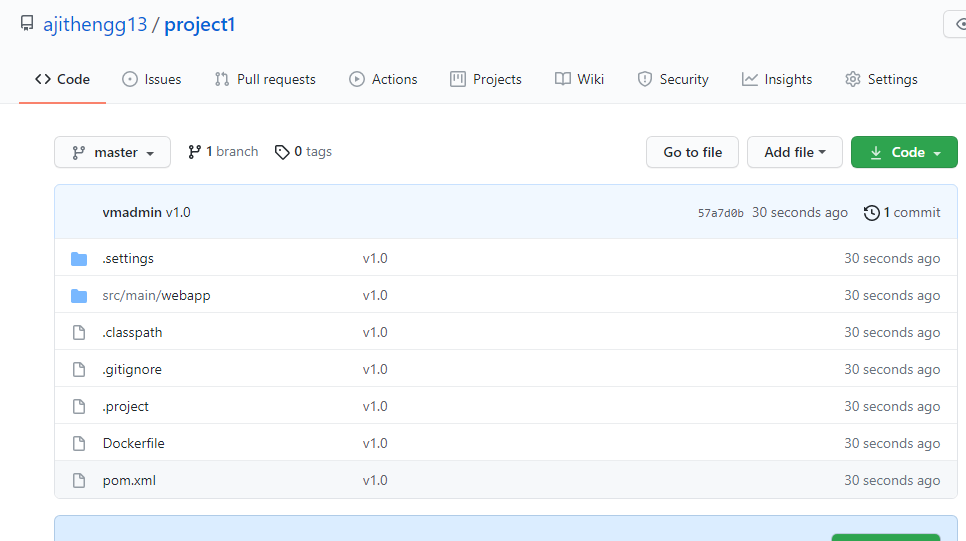 ajithengg13 / project1
Code Issues Pull requests Actions Projects Wiki Security Insights Settings
master 1 branch 0 tags Go to file Add file Code
vmadmin v1.0 57a7d0b 30 seconds ago 1 commit
.settings v1.0 30 seconds ago
src/main/webapp v1.0 30 seconds ago
.classpath v1.0 30 seconds ago
.gitignore v1.0 30 seconds ago
.project v1.0 30 seconds ago
Dockerfile v1.0 30 seconds ago
pom.xml v1.0 30 seconds ago